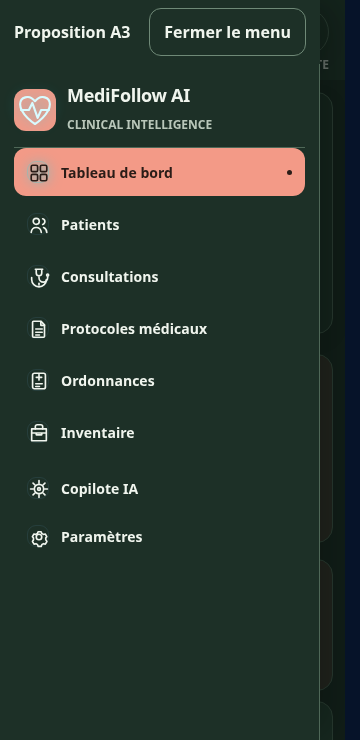 Proposition A3
Fermer le menu
MediFollow AI
CLINICAL INTELLIGENCE
Tableau de bord
Patients
Consultations
Protocoles médicaux
Ordonnances
Inventaire
Copilote IA
Paramètres